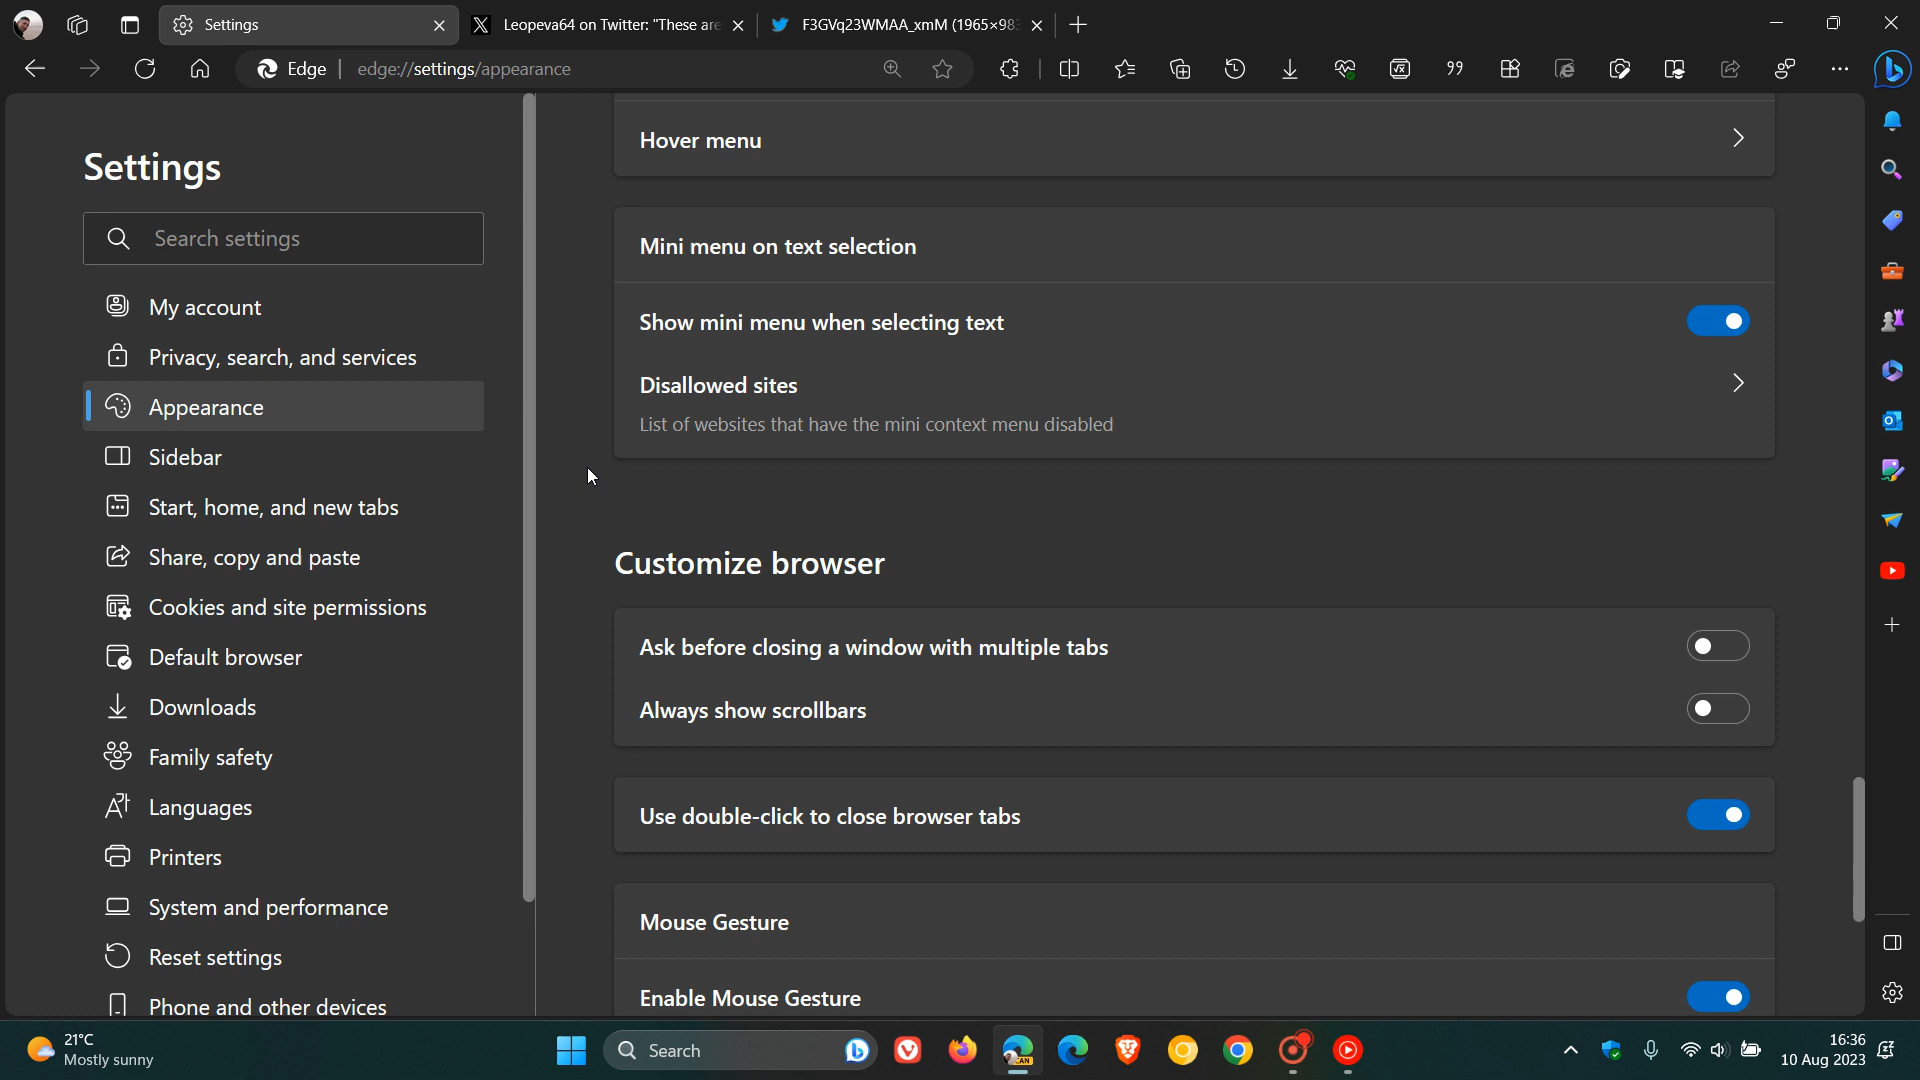 Settings
Leopeva64 on Twitter: "These are
F3GVq23WMAA_xmM (1965×983
Edge
edge://settings/appearance
Settings
Search settings
My account
Privacy, search, and services
Appearance
Sidebar
Start, home, and new tabs
Share, copy and paste
Cookies and site permissions
Default browser
Downloads
Family safety
Languages
Printers
System and performance
Reset settings
Phone and other devices
Hover menu
Mini menu on text selection
Show mini menu when selecting text
Disallowed sites
List of websites that have the mini context menu disabled
Customize browser
Ask before closing a window with multiple tabs
Always show scrollbars
Use double-click to close browser tabs
Mouse Gesture
Enable Mouse Gesture
21°C
Mostly sunny
Search
CAN
16:36
10 Aug 2023